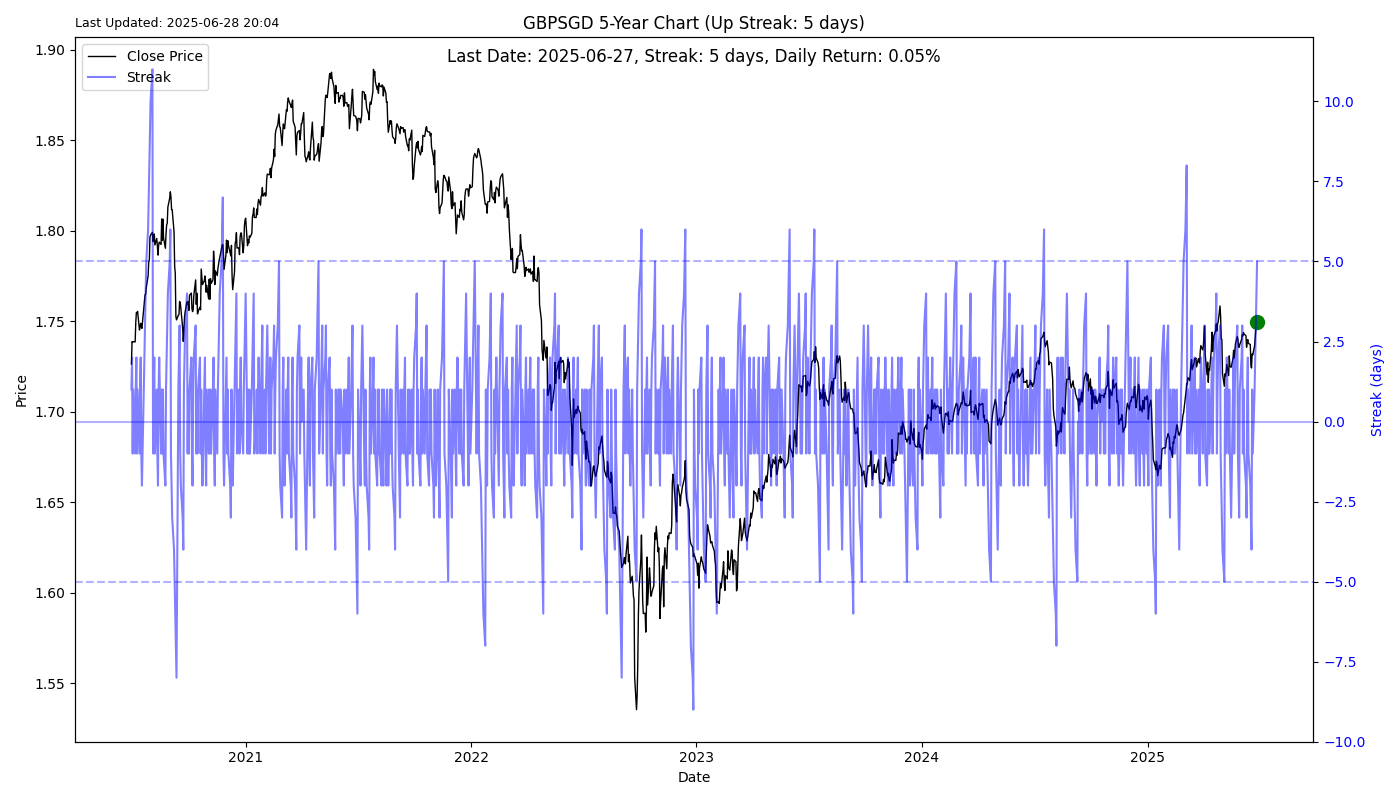 Last Updated: 2025-06-28 20:04
GBPSGD 5-Year Chart (Up Streak: 5 days)
Last Date: 2025-06-27, Streak: 5 days, Daily Return: 0.05%
Close Price
Streak
1.90
1.85
1.80
1.75
1.70
1.65
1.60
1.55
Price
10.0
7.5
5.0
2.5
0.0
−2.5
−5.0
−7.5
−10.0
Streak (days)
2021
2022
2023
2024
2025
Date